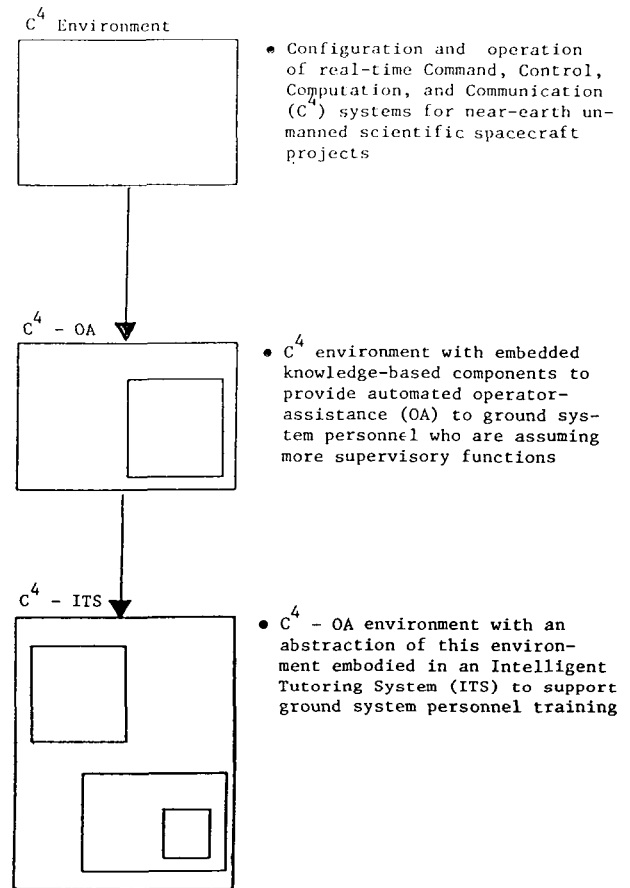 C⁴ Environment
• Configuration and operation
of real-time Command, Control,
Computation, and Communication
(C⁴) systems for near-earth un-
manned scientific spacecraft
projects
C⁴ - OA
• C⁴ environment with embedded
knowledge-based components to
provide automated operator-
assistance (OA) to ground sys-
tem personnel who are assuming
more supervisory functions
C⁴ - ITS
• C⁴ - OA environment with an
abstraction of this environ-
ment embodied in an Intelligent
Tutoring System (ITS) to support
ground system personnel training